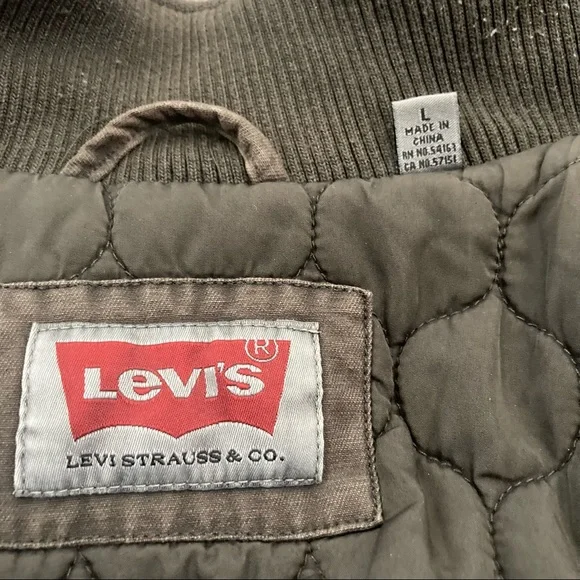 L
MADE IN
CHINA
RN NO.54163
CA NO.57151
LEVI'S ®
LEVI STRAUSS & CO.